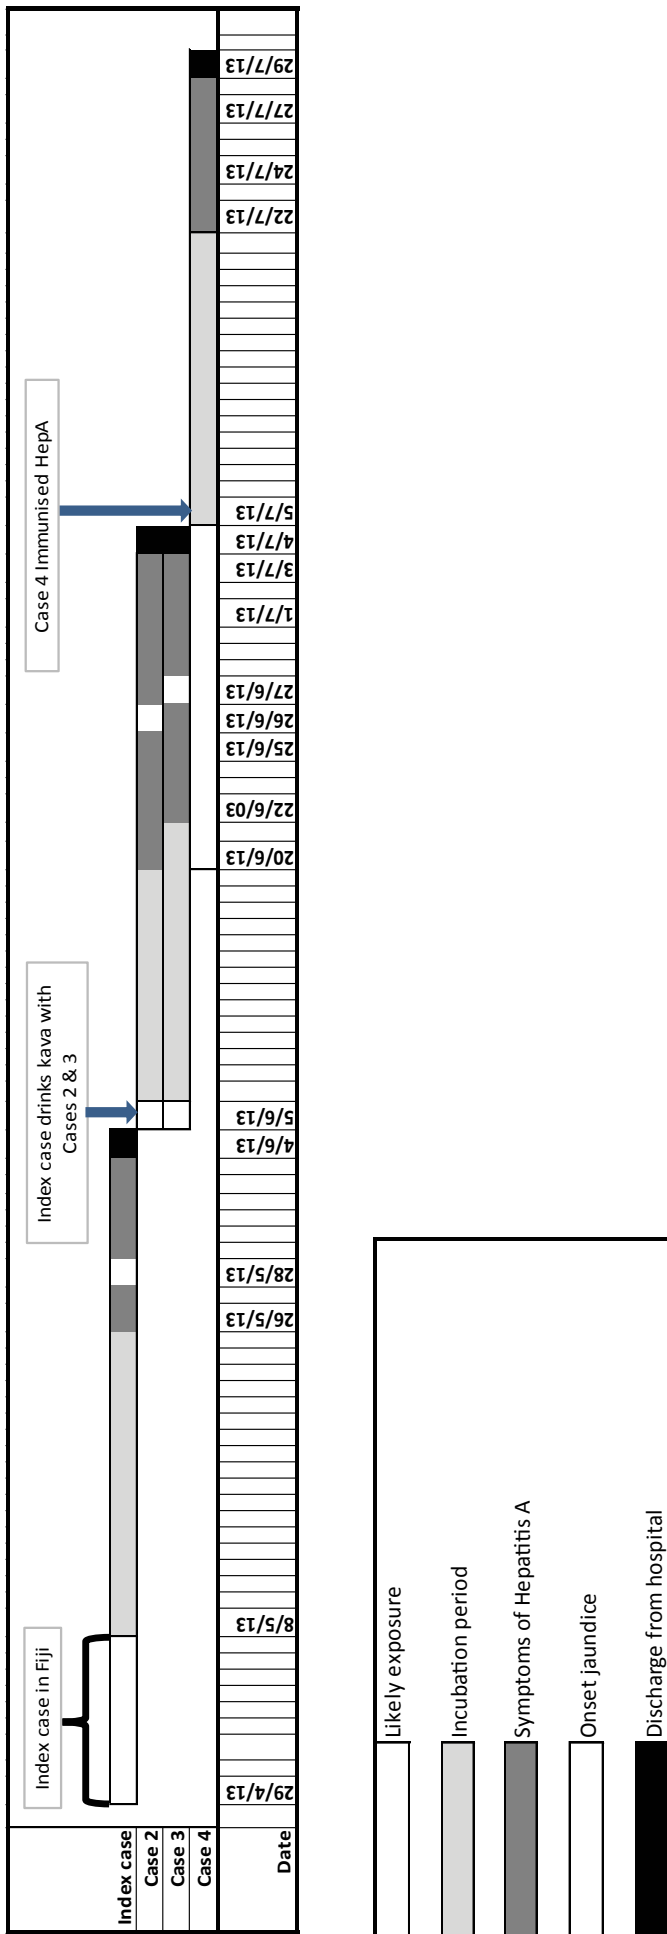 Index case in Fiji
Index case drinks kava with
Cases 2 & 3
Case 4 Immunised HepA
Index case
Case 2
Case 3
Case 4
Date
29/4/13
8/5/13
26/5/13
28/5/13
4/6/13
5/6/13
20/6/13
22/6/03
25/6/13
26/6/13
27/6/13
1/7/13
3/7/13
4/7/13
5/7/13
22/7/13
24/7/13
27/7/13
29/7/13
Likely exposure
Incubation period
Symptoms of Hepatitis A
Onset jaundice
Discharge from hospital